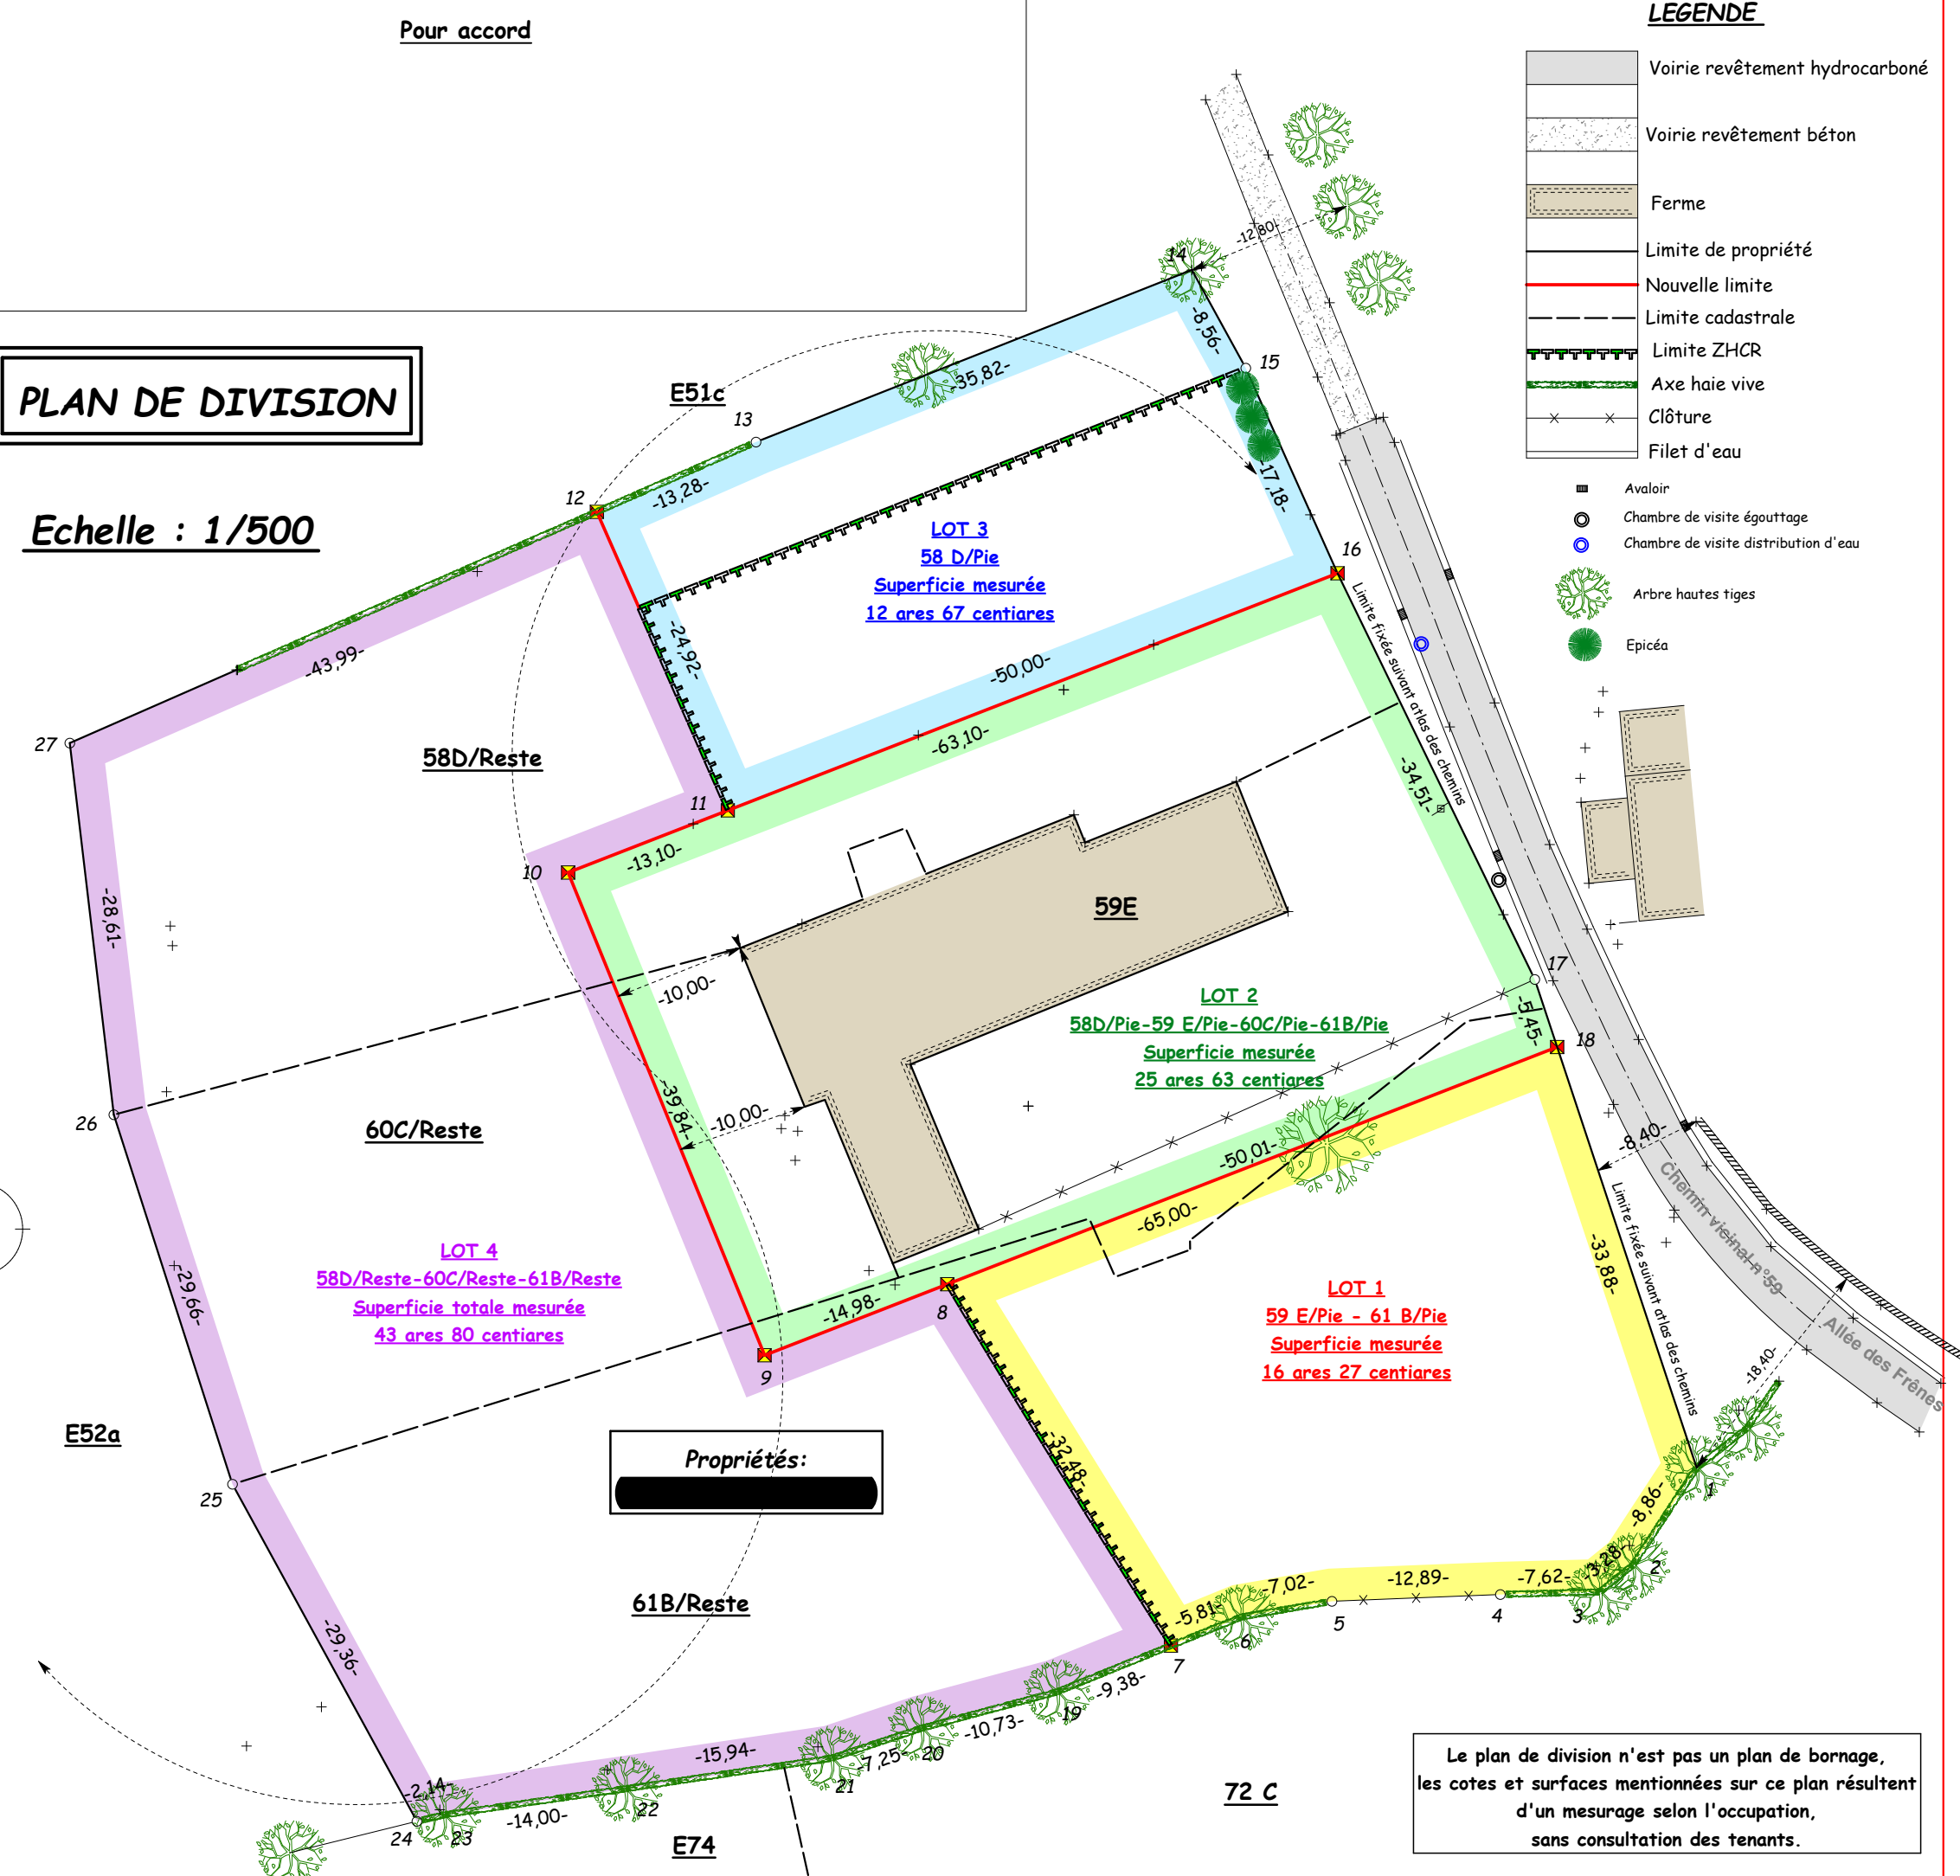 Pour accord
PLAN DE DIVISION
Echelle : 1/500
LEGENDE
Voirie revêtement hydrocarboné
Voirie revêtement béton
Ferme
Limite de propriété
Nouvelle limite
Limite cadastrale
Limite ZHCR
Axe haie vive
Clôture
Filet d'eau
Avaloir
Chambre de visite égouttage
Chambre de visite distribution d'eau
Arbre hautes tiges
Epicéa
-12,80-
14
-8,56-
15
E51c
-35,82-
13
12
-13,28-
-17,18-
LOT 3
58 D/Pie
Superficie mesurée
12 ares 67 centiares
16
-43,99-
-24,92-
-50,00-
Limite fixée suivant atlas des chemins
27
58D/Reste
-63,10-
-34,51-
11
10
-13,10-
-28,61-
59E
17
-10,00-
LOT 2
58D/Pie-59 E/Pie-60C/Pie-61B/Pie
Superficie mesurée
25 ares 63 centiares
-5,45-
18
26
60C/Reste
-39,84-
-10,00-
-8,40-
-50,01-
Chemin vicinal n°59
-65,00-
Limite fixée suivant atlas des chemins
-33,88-
LOT 4
58D/Reste-60C/Reste-61B/Reste
Superficie totale mesurée
43 ares 80 centiares
-29,66-
-14,98-
8
LOT 1
59 E/Pie - 61 B/Pie
Superficie mesurée
16 ares 27 centiares
Allée des Frênes
-18,40-
9
E52a
-32,48-
Propriétés:
25
1
-8,86-
-3,28-
2
-7,62-
-12,89-
-7,02-
-5,81-
3
4
5
6
61B/Reste
-29,36-
7
-9,38-
19
-10,73-
20
-7,25-
21
-15,94-
22
-14,00-
-2,14-
23
24
E74
72 C
Le plan de division n'est pas un plan de bornage,
les cotes et surfaces mentionnées sur ce plan résultent
d'un mesurage selon l'occupation,
sans consultation des tenants.